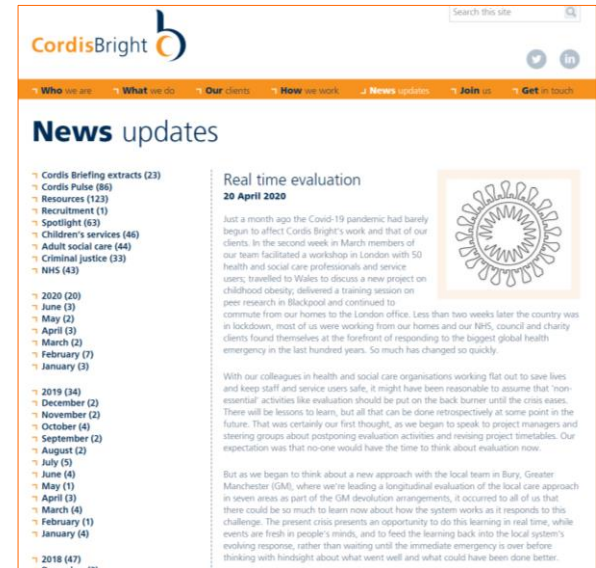 Search this site
CordisBright
Who we are What we do Our clients How we work News updates Join us Get in touch
News updates
Cordis Briefing extracts (23)
Cordis Pulse (86)
Resources (123)
Recruitment (1)
Spotlight (63)
Children's services (46)
Adult social care (44)
Criminal justice (33)
NHS (43)
2020 (20)
June (3)
May (2)
April (3)
March (2)
February (7)
January (3)
2019 (34)
December (2)
November (2)
October (4)
September (2)
August (2)
July (5)
June (4)
May (1)
April (3)
March (4)
February (1)
January (4)
2018 (47)
Real time evaluation
20 April 2020
Just a month ago the Covid-19 pandemic had barely
begun to affect Cordis Bright's work and that of our
clients. In the second week in March members of
our team facilitated a workshop in London with 50
health and social care professionals and service
users; travelled to Wales to discuss a new project on
childhood obesity; delivered a training session on
peer research in Blackpool and continued to
commute from our homes to the London office. Less than two weeks later the country was
in lockdown, most of us were working from our homes and our NHS, council and charity
clients found themselves at the forefront of responding to the biggest global health
emergency in the last hundred years. So much has changed so quickly.
With our colleagues in health and social care organisations working flat out to save lives
and keep staff and service users safe, it might have been reasonable to assume that 'non-
essential' activities like evaluation should be put on the back burner until the crisis eases.
There will be lessons to learn, but all that can be done retrospectively at some point in the
future. That was certainly our first thought, as we began to speak to project managers and
steering groups about postponing evaluation activities and revising project timetables. Our
expectation was that no-one would have the time to think about evaluation now.
But as we began to think about a new approach with the local team in Bury, Greater
Manchester (GM), where we're leading a longitudinal evaluation of the local care approach
in seven areas as part of the GM devolution arrangements, it occurred to all of us that
there could be so much to learn now about how the system works as it responds to this
challenge. The present crisis presents an opportunity to do this learning in real time, while
events are fresh in people's minds, and to feed the learning back into the local system's
evolving response, rather than waiting until the immediate emergency is over before
thinking with hindsight about what went well and what could have been done better.